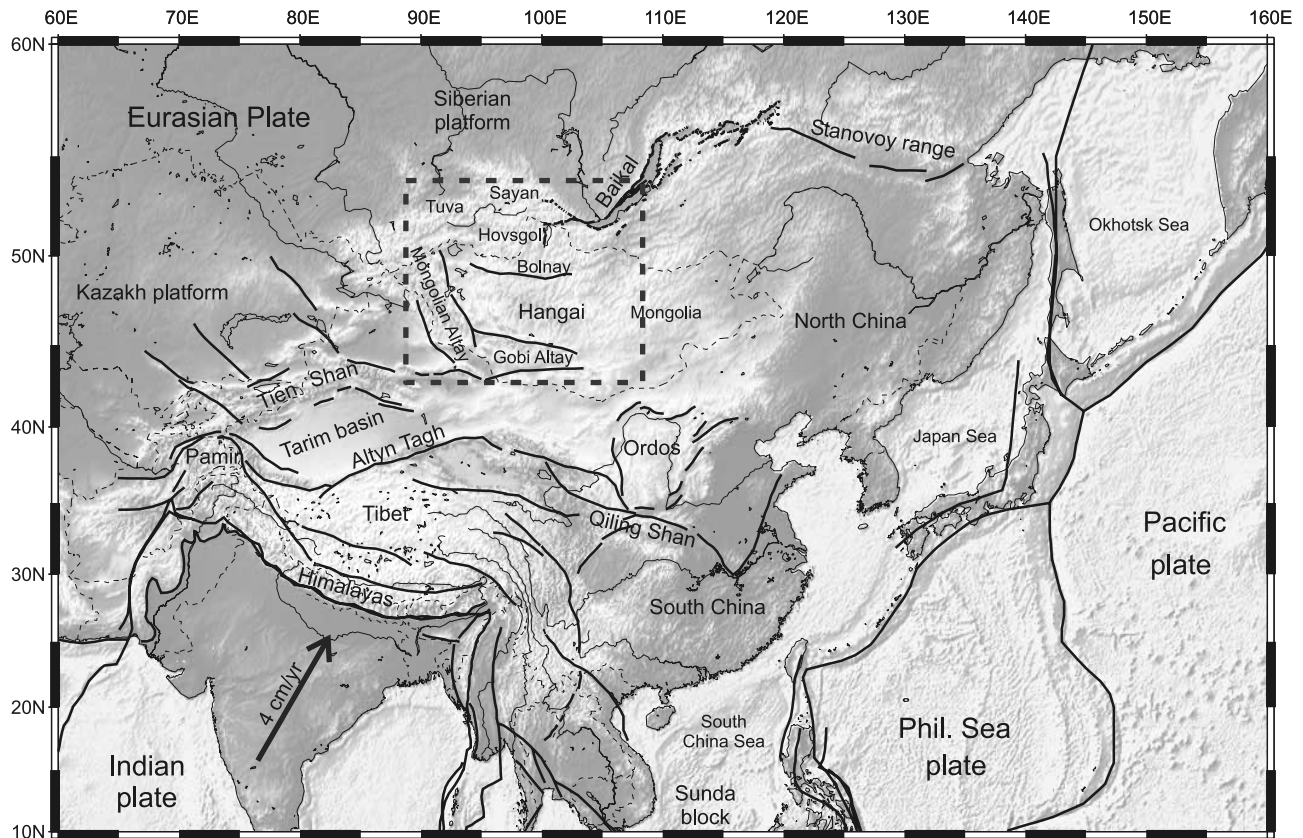 60E 70E 80E 90E 100E 110E 120E 130E 140E 150E 160E
60N
Eurasian Plate
Siberian
platform
Stanovoy range
Baikal
Sayan
Tuva
Okhotsk Sea
Hovsgol
50N
Bolnay
Mongolian Altay
Kazakh platform
Hangai
Mongolia
North China
Gobi Altay
Tien Shan
40N
Tarim basin
Altyn Tagh
Ordos
Japan Sea
Pamir
Tibet
Qiling Shan
Pacific
plate
30N
Himalayas
South China
4 cm/yr
20N
South
China Sea
Phil. Sea
plate
Indian
plate
Sunda
block
10N